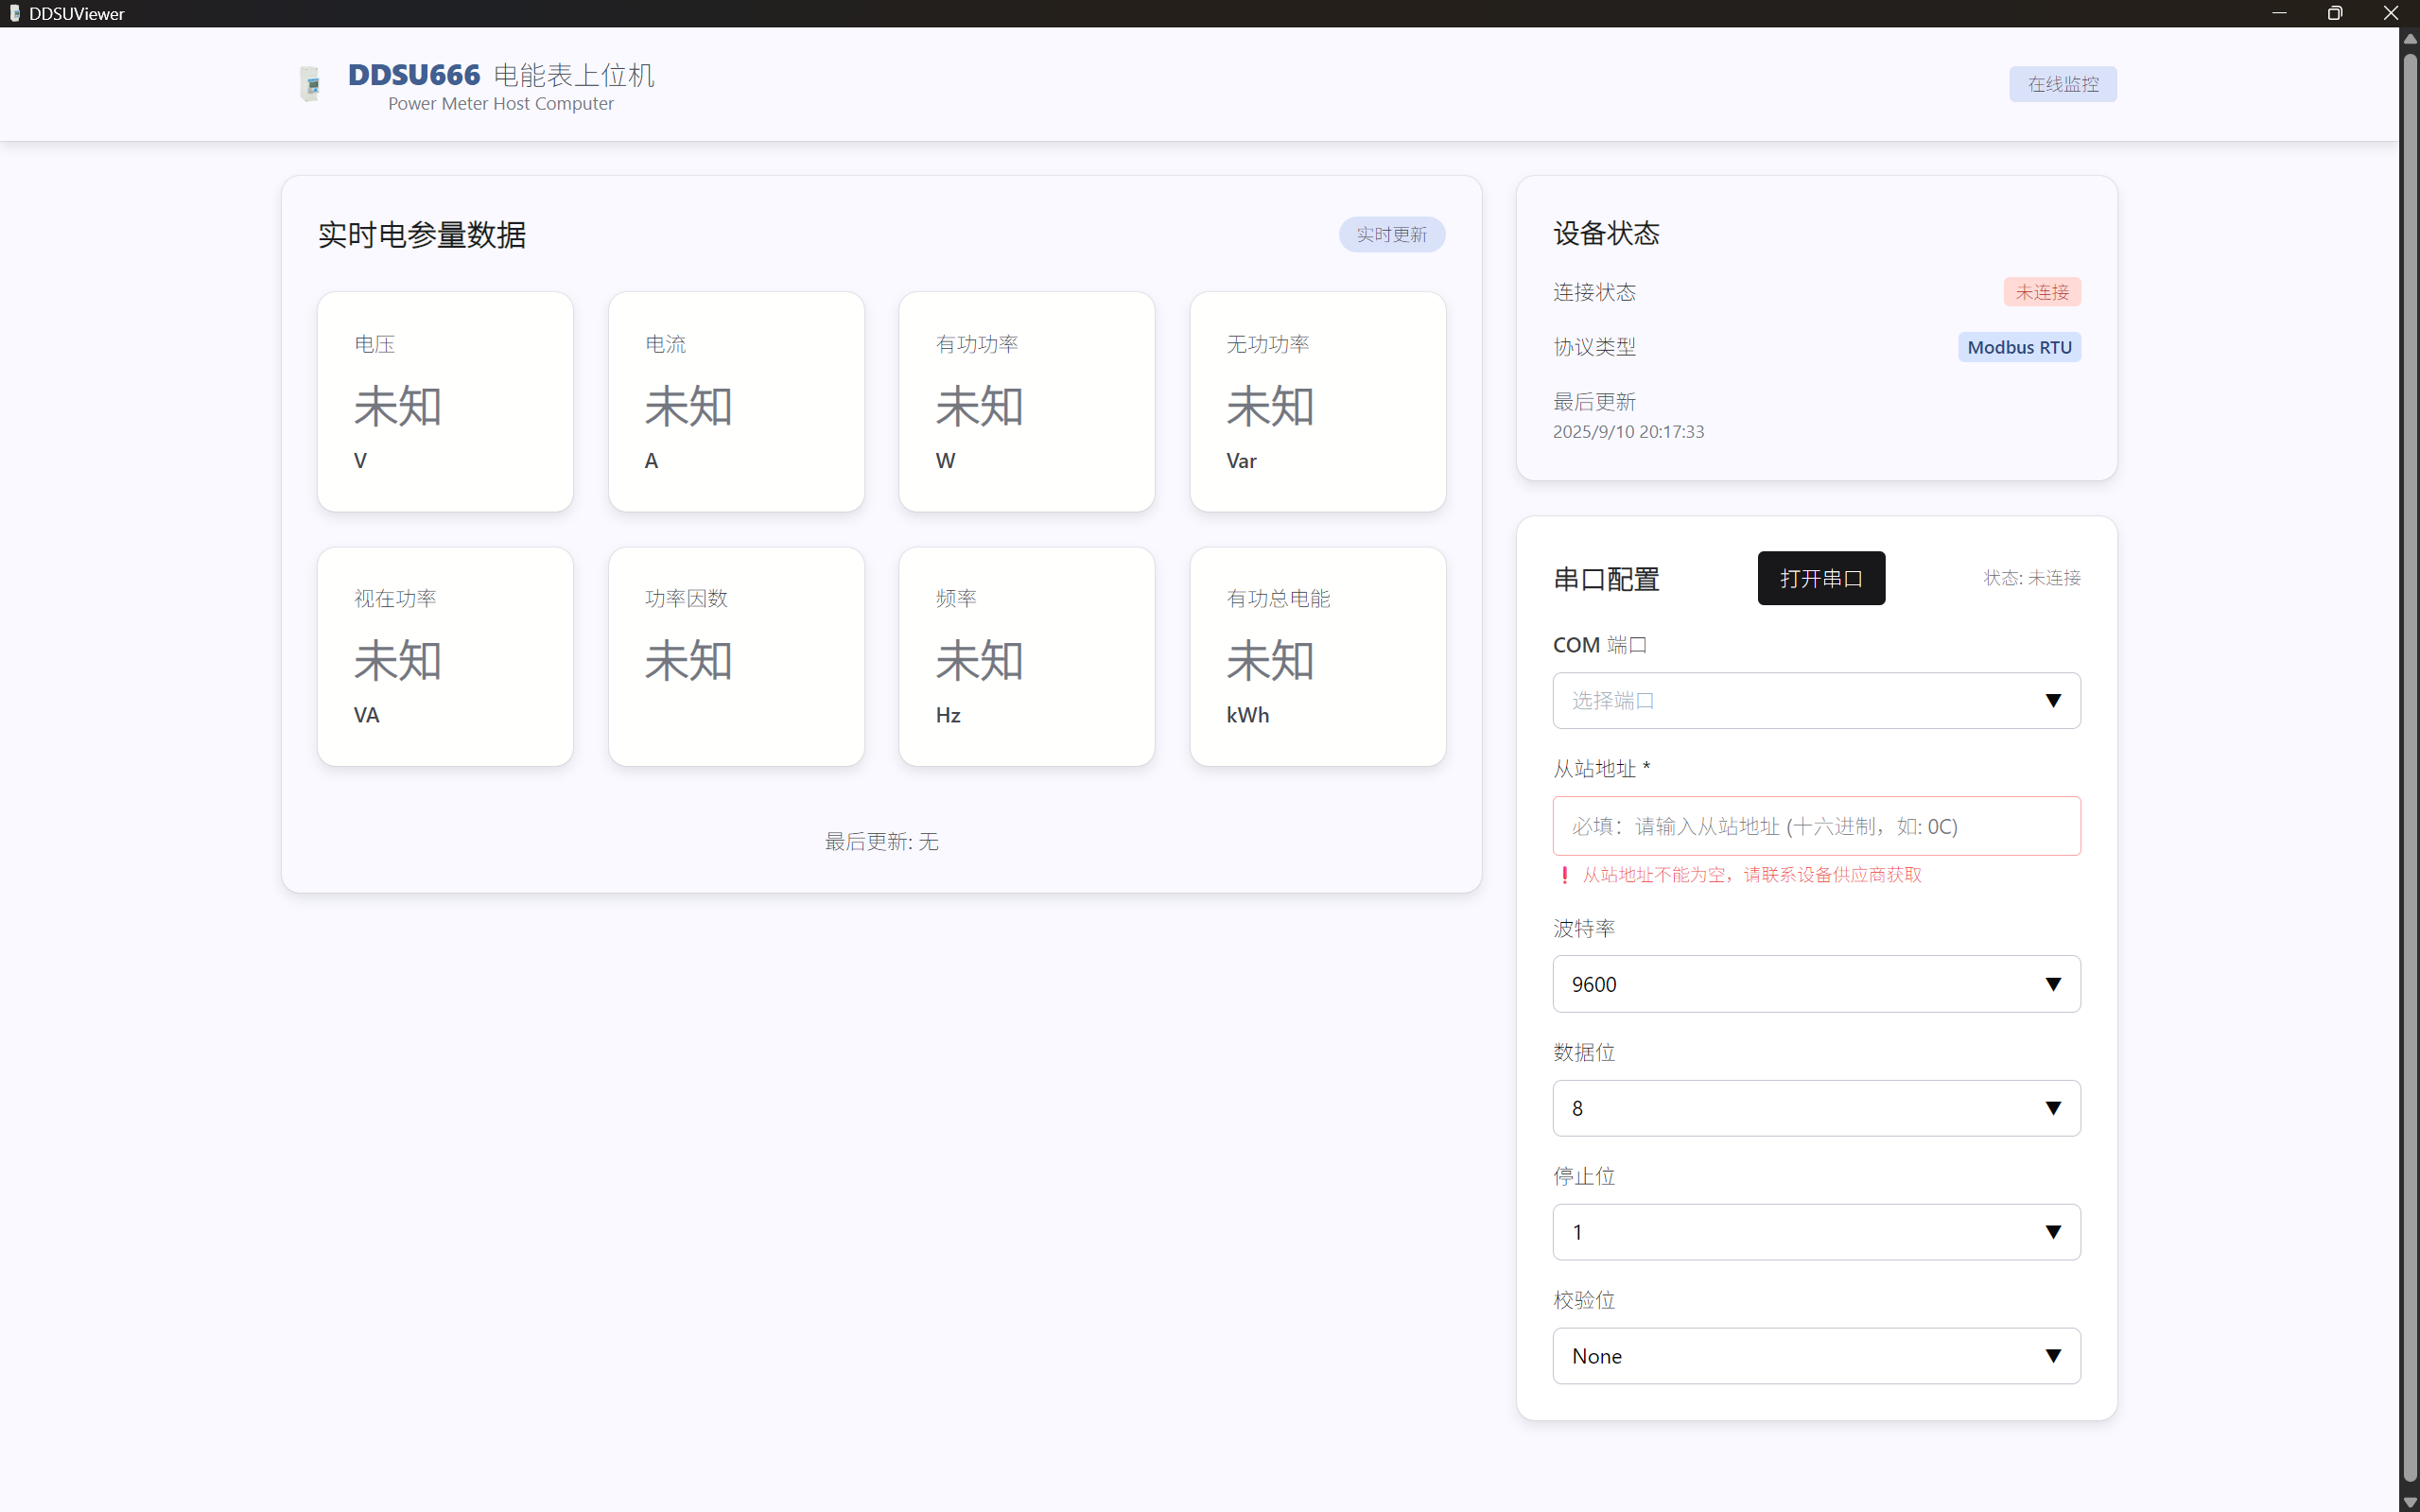 DDSUViewer
DDSU666 电能表上位机
Power Meter Host Computer
在线监控
实时电参量数据
实时更新
电压
未知
V
电流
未知
A
有功功率
未知
W
无功功率
未知
Var
视在功率
未知
VA
功率因数
未知
频率
未知
Hz
有功总电能
未知
kWh
最后更新: 无
设备状态
连接状态
未连接
协议类型
Modbus RTU
最后更新
2025/9/10 20:17:33
串口配置
打开串口
状态: 未连接
COM 端口
选择端口
从站地址 *
必填：请输入从站地址 (十六进制，如: 0C)
❗ 从站地址不能为空，请联系设备供应商获取
波特率
9600
数据位
8
停止位
1
校验位
None